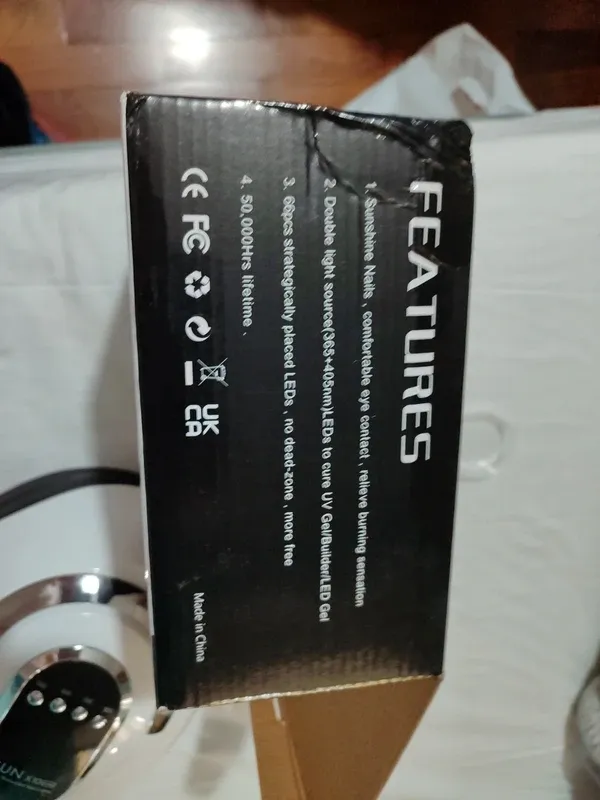 FEATURES
1. Sunshine Nails , comfortable eye contact , relieve burning sensation
2. Double light source(365+405nm)LEDs to cure UV Gel/Builder/LED Gel
3. 66pcs strategically placed LEDs , no dead-zone , more free
4. 50,000Hrs lifetime .
CE FC UK CA
Made in China
SUN